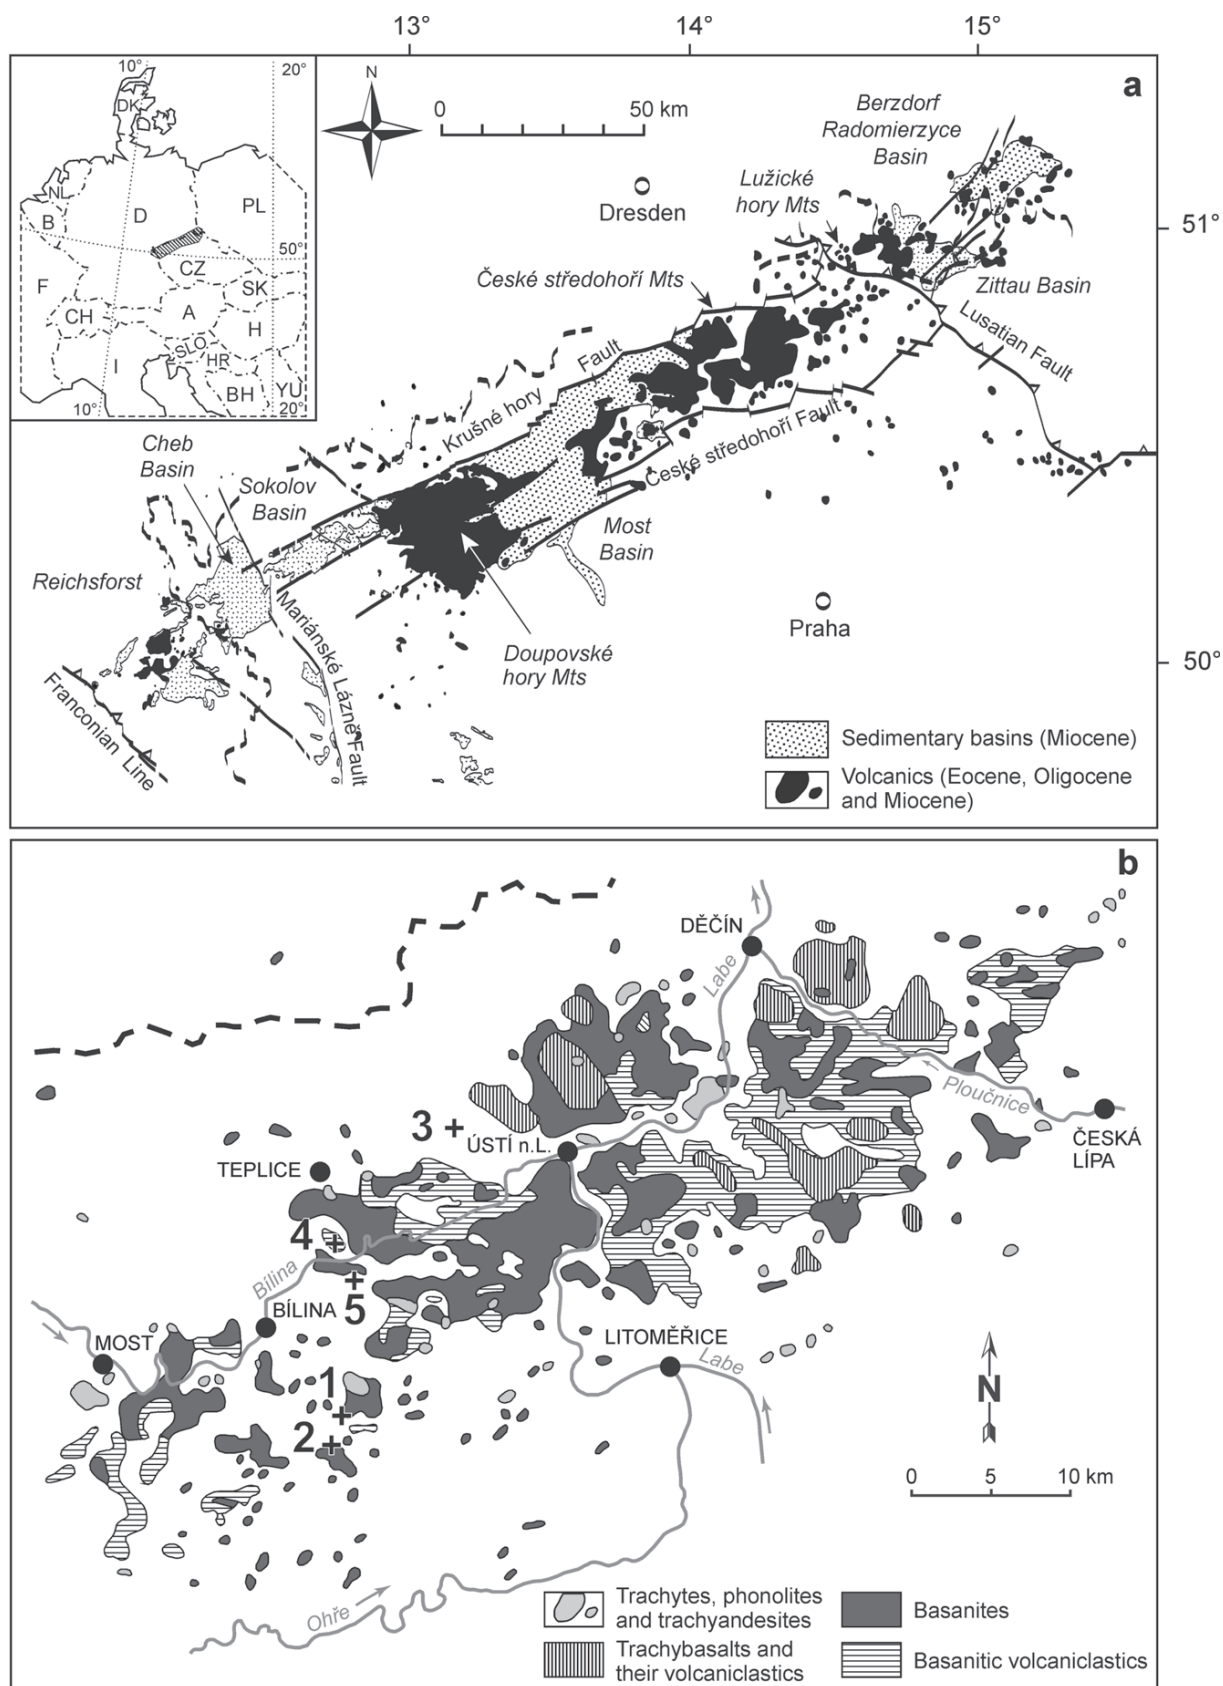 13°
14°
15°
a
10°
20°
DK
NL
B
D
PL
50°
CZ
F
SK
CH
A
H
SLO
HR
I
BH
YU
10°
20°
N
0
50 km
Berzdorf
Radomierzyce
Basin
Dresden
Lužické
hory Mts
51°
České středohoří Mts
Zittau Basin
Lusatian Fault
Krušné hory Fault
České středohoří Fault
Cheb
Basin
Sokolov
Basin
Most
Basin
Reichsforst
Mariánské Lázně Fault
Doupovské
hory Mts
Praha
50°
Franconian Line
Sedimentary basins (Miocene)
Volcanics (Eocene, Oligocene
and Miocene)
b
DĚČÍN
Labe
Ploučnice
3
ÚSTÍ n.L.
ČESKÁ
LÍPA
TEPLICE
4
Bílina
5
BÍLINA
MOST
LITOMĚŘICE
Labe
1
2
N
0
5
10 km
Ohře
Trachytes, phonolites
and trachyandesites
Basanites
Trachybasalts and
their volcaniclastics
Basanitic volcaniclastics